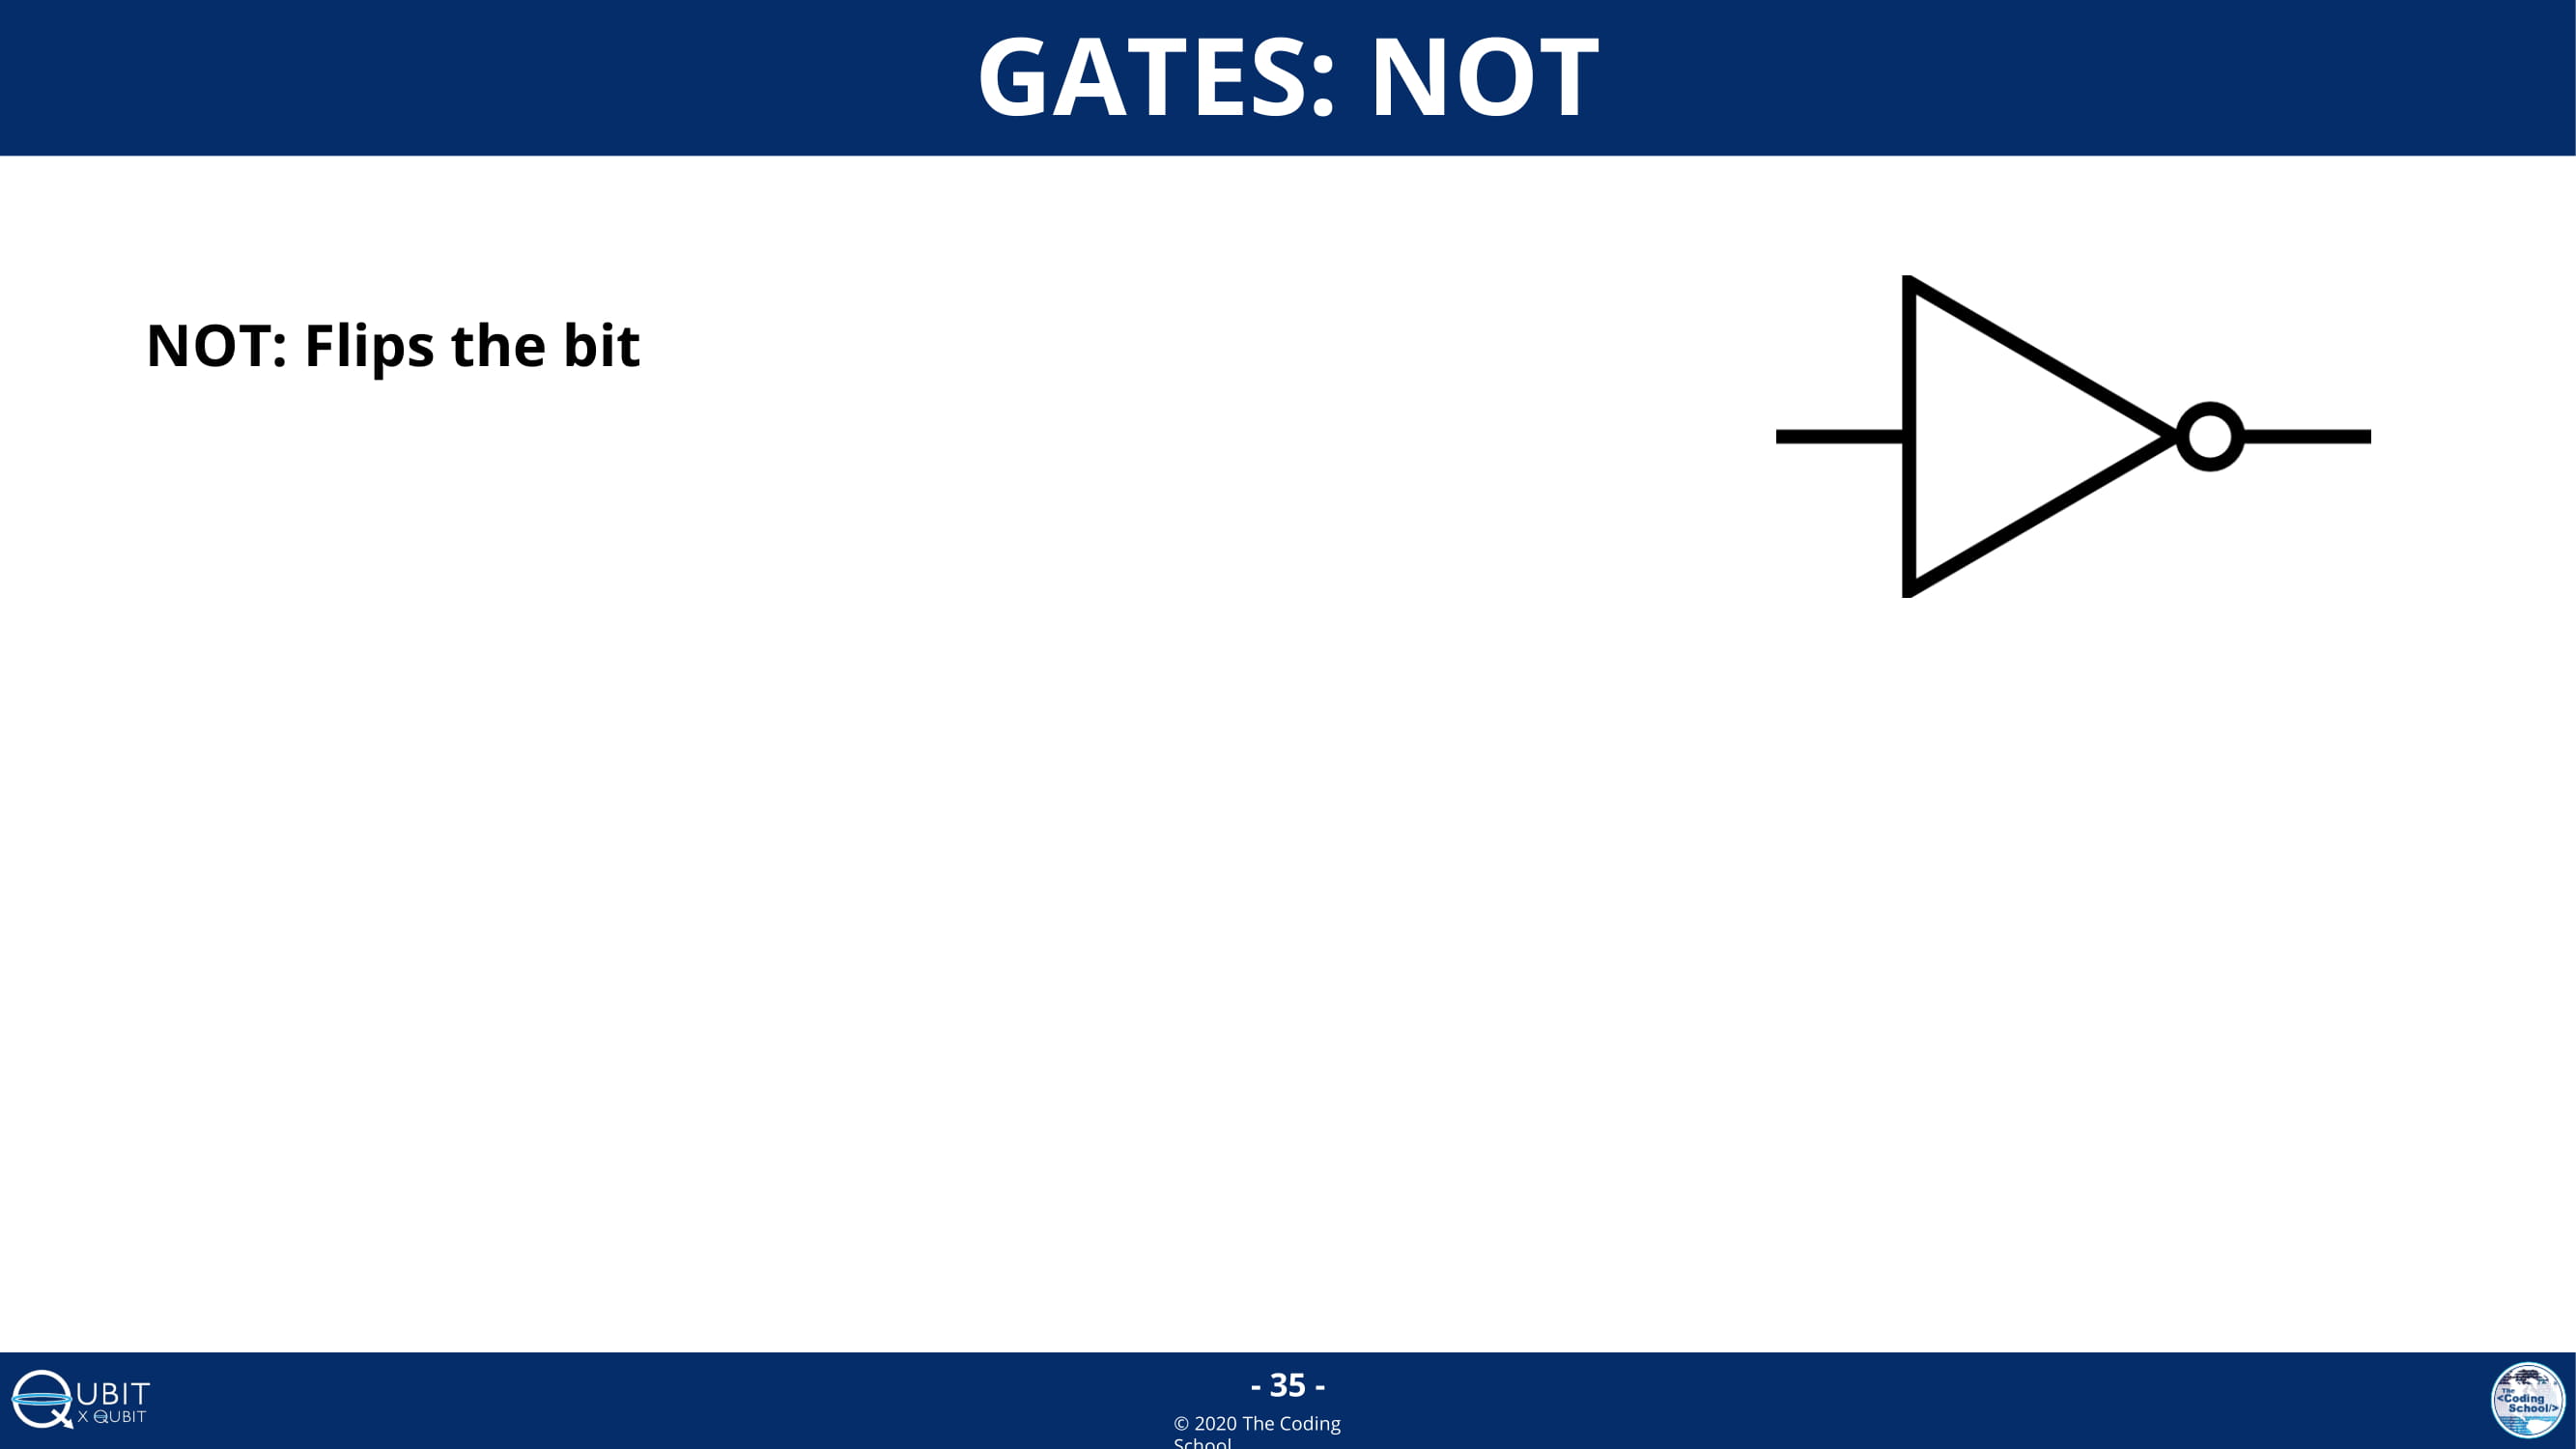 GATES: NOT
NOT: Flips the bit
QUBIT
X QUBIT
- 35 -
© 2020 The Coding
School
The
<Coding
School/>